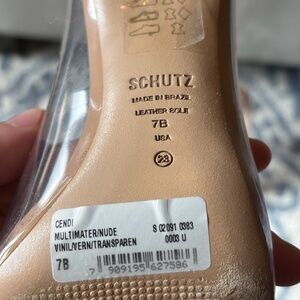 SCHUTZ
MADE IN BRAZIL
LEATHER SOLE
7B
USA
23
CENDI
MULTIMATER/NUDE
VINIL/VERN/TRANSPAREN
7B
S 02091 0383
0003 U
7 909195 627586